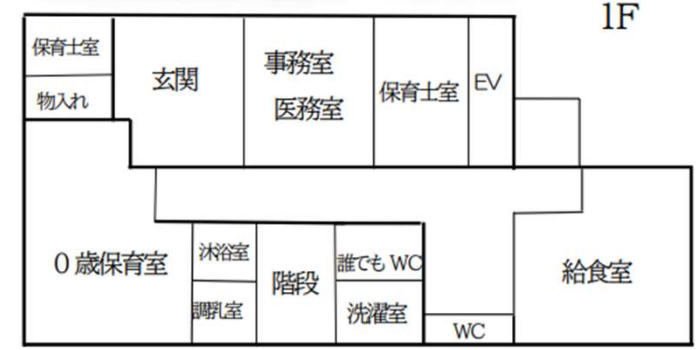 1F
保育士室
物入れ
玄関
事務室
医務室
保育士室
EV
0歳保育室
沐浴室
調乳室
階段
誰でもWC
洗濯室
WC
給食室